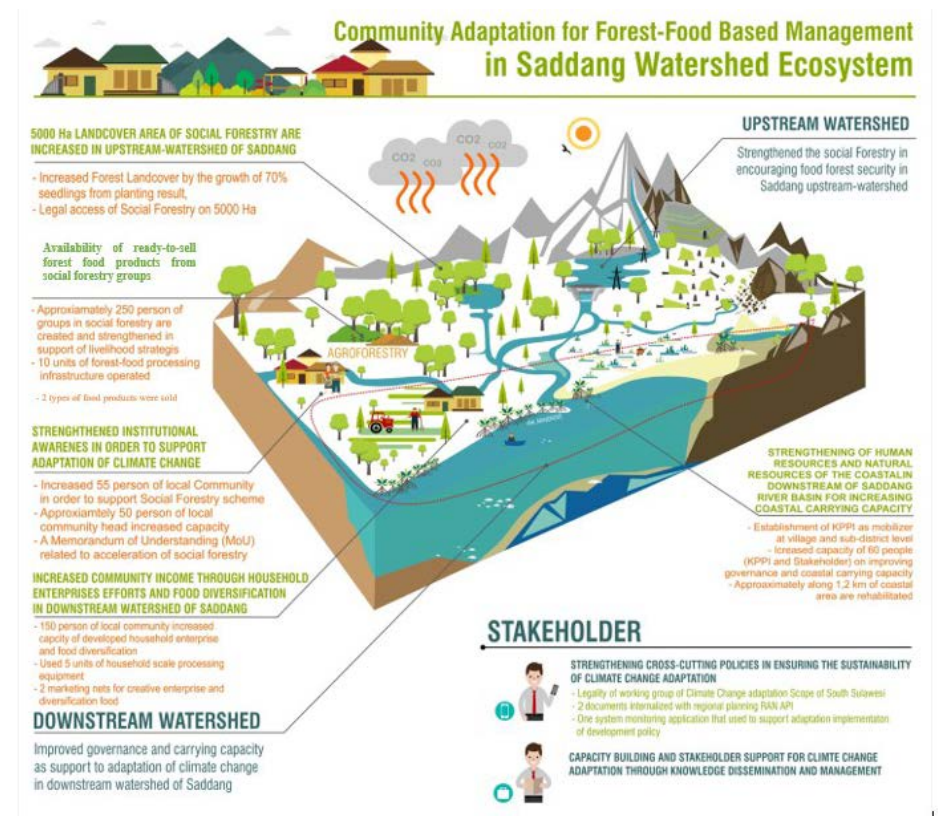 Community Adaptation for Forest-Food Based Management
in Saddang Watershed Ecosystem
5000 Ha LANDCOVER AREA OF SOCIAL FORESTRY ARE
INCREASED IN UPSTREAM-WATERSHED OF SADDANG
- Increased Forest Landcover by the growth of 70%
seedlings from planting result,
- Legal access of Social Forestry on 5000 Ha
Availability of ready-to-sell
forest food products from
social forestry groups
- Approxiamately 250 person of
groups in social forestry are
created and strengthened in
support of livelihood strategis
- 10 units of forest-food processing
infrastructure operated
- 2 types of food products were sold
STRENGHTHENED INSTITUTIONAL
AWARENES IN ORDER TO SUPPORT
ADAPTATION OF CLIMATE CHANGE
- Increased 55 person of local Community
in order to support Social Forestry scheme
- Approxiamtely 50 person of local
community head increased capacity
- A Memorandum of Understanding (MoU)
related to acceleration of social forestry
INCREASED COMMUNITY INCOME THROUGH HOUSEHOLD
ENTERPRISES EFFORTS AND FOOD DIVERSIFICATION
IN DOWNSTREAM WATERSHED OF SADDANG
- 150 person of local community increased
capcity of developed household enterprise
and food diversification
- Used 5 units of household scale processing
equipment
- 2 marketing nets for creative enterprise and
diversification food
DOWNSTREAM WATERSHED
Improved governance and carrying capacity
as support to adaptation of climate change
in downstream watershed of Saddang
CO2 CO2
CO2 CO2
AGROFORESTRY
UPSTREAM WATERSHED
Strengthened the social Forestry in
encouraging food forest security in
Saddang upstream-watershed
STRENGTHENING OF HUMAN
RESOURCES AND NATURAL
RESOURCES OF THE COASTALIN
DOWNSTREAM OF SADDANG
RIVER BASIN FOR INCREASING
COASTAL CARRYING CAPACITY
- Establishment of KPPI as mobilizer
at village and sub-district level
- Icreased capacity of 60 people
(KPPI and Stakeholder) on improving
governance and coastal carrying capacity
- Approaximately along 1,2 km of coastal
area are rehabilitated
STAKEHOLDER
STRENGTHENING CROSS-CUTTING POLICIES IN ENSURING THE SUSTAINABILITY
OF CLIMATE CHANGE ADAPTATION
- Legality of working group of Climate Change adaptation Scope of South Sulawesi
- 2 documents internalized with regional planning RAN API
- One system monitoring application that used to support adaptation implementaton
of development policy
CAPACITY BUILDING AND STAKEHOLDER SUPPORT FOR CLIMTE CHANGE
ADAPTATION THROUGH KNOWLEDGE DISSEMINATION AND MANAGEMENT